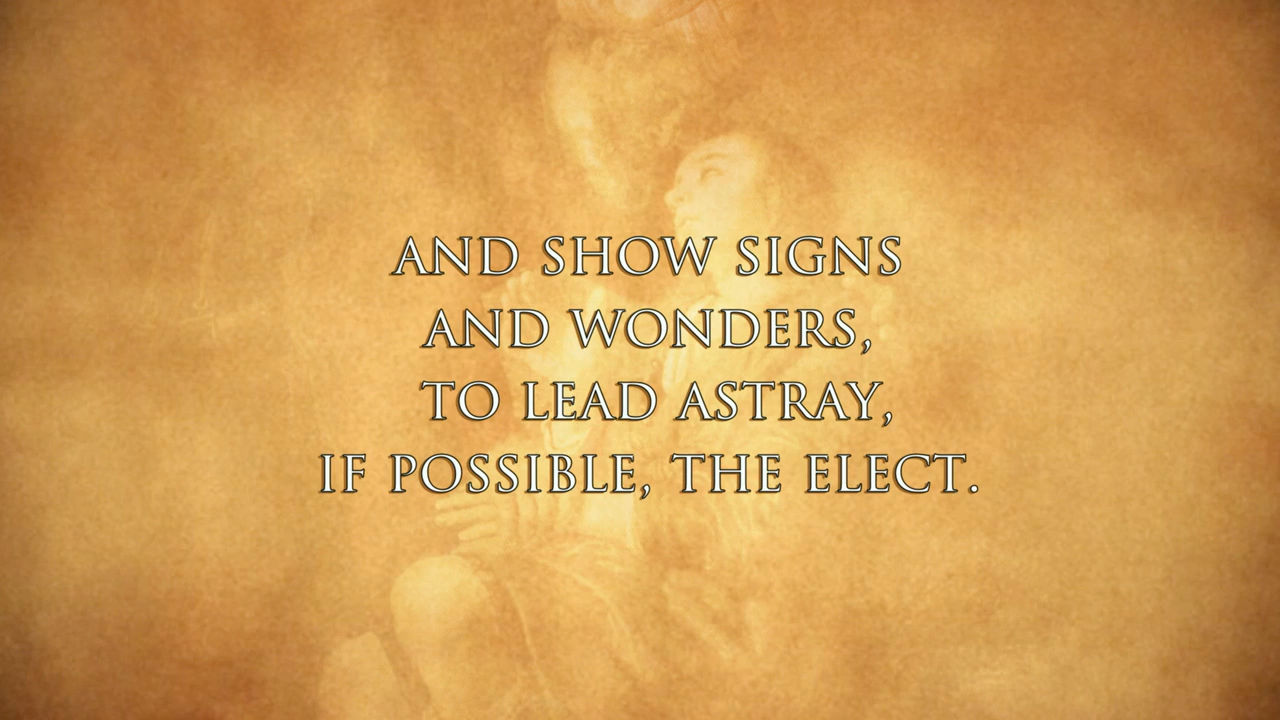 AND SHOW SIGNS
AND WONDERS,
TO LEAD ASTRAY,
IF POSSIBLE, THE ELECT.